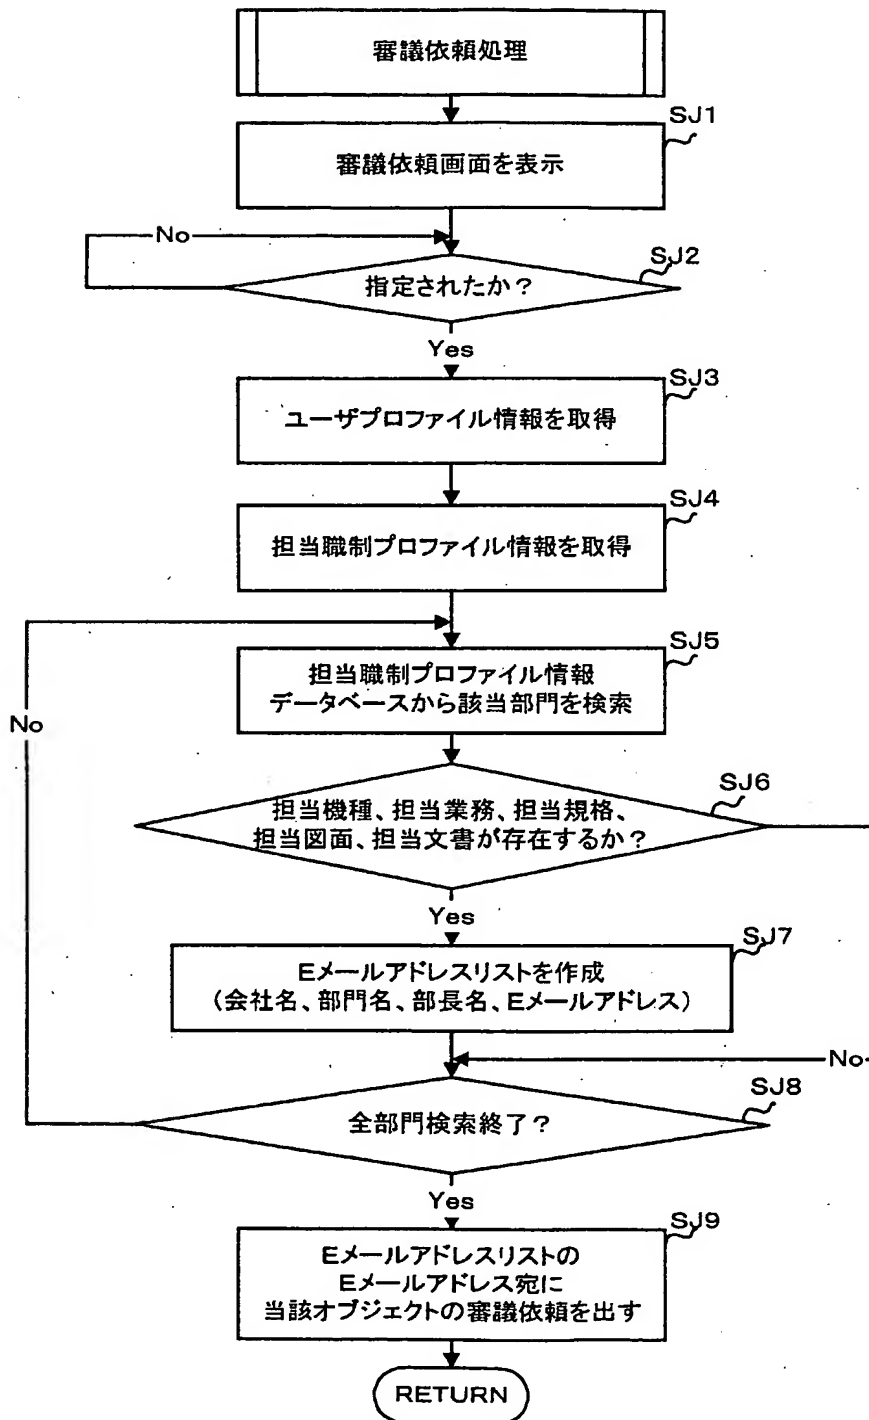 審議依頼処理
SJ1
審議依頼画面を表示
No
SJ2
指定されたか？
Yes
SJ3
ユーザプロファイル情報を取得
SJ4
担当職制プロファイル情報を取得
SJ5
担当職制プロファイル情報
データベースから該当部門を検索
No
SJ6
担当機種、担当業務、担当規格、
担当図面、担当文書が存在するか？
Yes
SJ7
Eメールアドレスリストを作成
（会社名、部門名、部長名、Eメールアドレス）
No
SJ8
全部門検索終了？
Yes
SJ9
Eメールアドレスリストの
Eメールアドレス宛に
当該オブジェクトの審議依頼を出す
RETURN